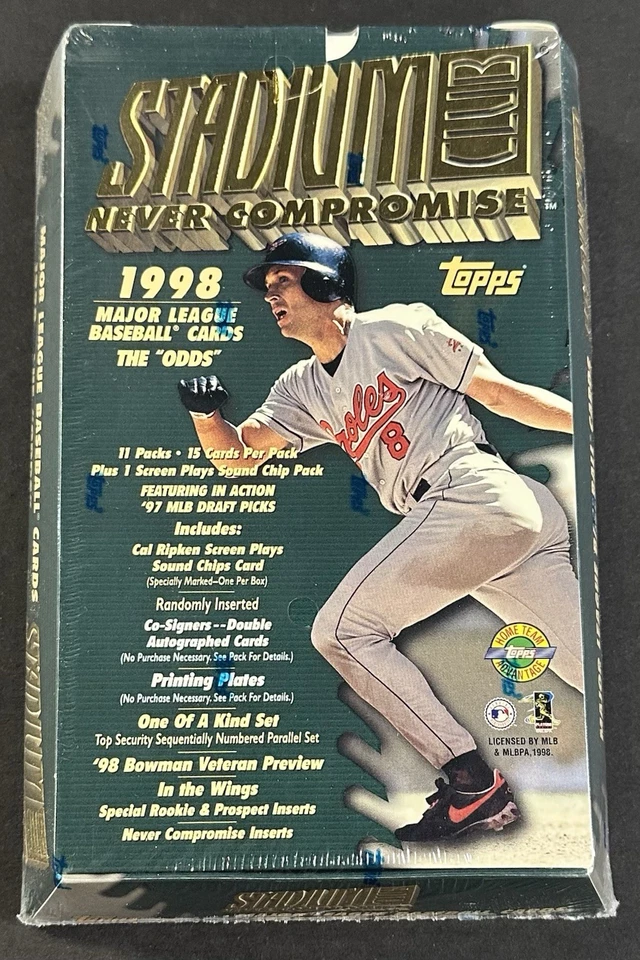 STADIUM CLUB
NEVER COMPROMISE™
1998
topps®
MAJOR LEAGUE
BASEBALL® CARDS
THE "ODDS"
Orioles
8
11 Packs • 15 Cards Per Pack
Plus 1 Screen Plays Sound Chip Pack
FEATURING IN ACTION
'97 MLB DRAFT PICKS
Includes:
Cal Ripken Screen Plays
Sound Chips Card
(Specially Marked--One Per Box)
Randomly Inserted
Co-Signers--Double
Autographed Cards
(No Purchase Necessary. See Pack For Details.)
Printing Plates
(No Purchase Necessary. See Pack For Details.)
One Of A Kind Set
Top Security Sequentially Numbered Parallel Set
'98 Bowman Veteran Preview
In the Wings
Special Rookie & Prospect Inserts
Never Compromise Inserts
HOME TEAM
topps
ADVANTAGE
LICENSED BY MLB
& MLBPA,1998.
MAJOR LEAGUE BASEBALL® CARDS
STADIUM
STADIUM CLUB